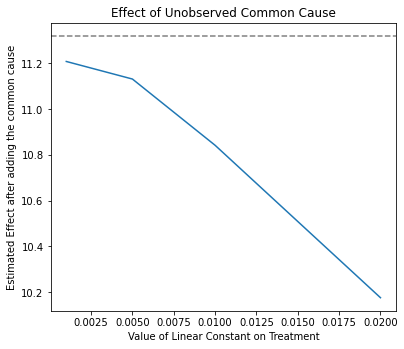 Effect of Unobserved Common Cause
Estimated Effect after adding the common cause
11.2
11.0
10.8
10.6
10.4
10.2
0.0025 0.0050 0.0075 0.0100 0.0125 0.0150 0.0175 0.0200
Value of Linear Constant on Treatment